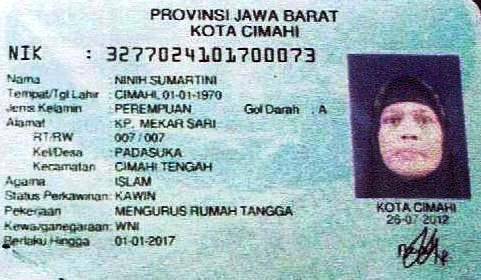 PROVINSI JAWA BARAT
KOTA CIMAHI
NIK : 3277024101700073
Nama : NINIH SUMARTINI
Tempat/Tgl Lahir : CIMAHI, 01-01-1970
Jenis Kelamin : PEREMPUAN Gol Darah : A
Alamat : KP. MEKAR SARI
RT/RW : 007 / 007
Kel/Desa : PADASUKA
Kecamatan : CIMAHI TENGAH
Agama : ISLAM
Status Perkawinan: KAWIN
Pekerjaan : MENGURUS RUMAH TANGGA
Kewarganegaraan: WNI
Berlaku Hingga : 01-01-2017
KOTA CIMAHI
26-07-2012